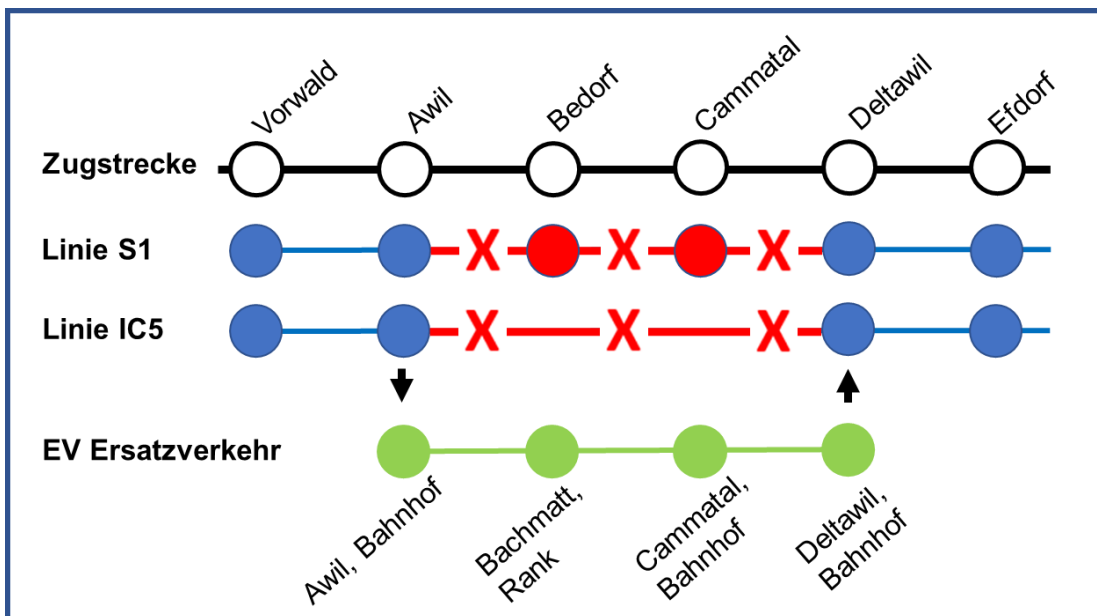 Vorwald
Awil
Bedorf
Cammatal
Deltawil
Efdorf
Zugstrecke
Linie S1
X X X
Linie IC5
X X X
EV Ersatzverkehr
Awil, Bahnhof
Bachmatt,
Rank
Cammatal,
Bahnhof
Deltawil,
Bahnhof